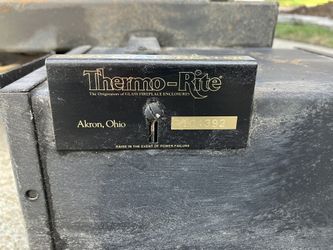 Thermo-Rite®
The Originators of GLASS FIREPLACE ENCLOSURES
Akron, Ohio
RAISE IN THE EVENT OF POWER FAILURE